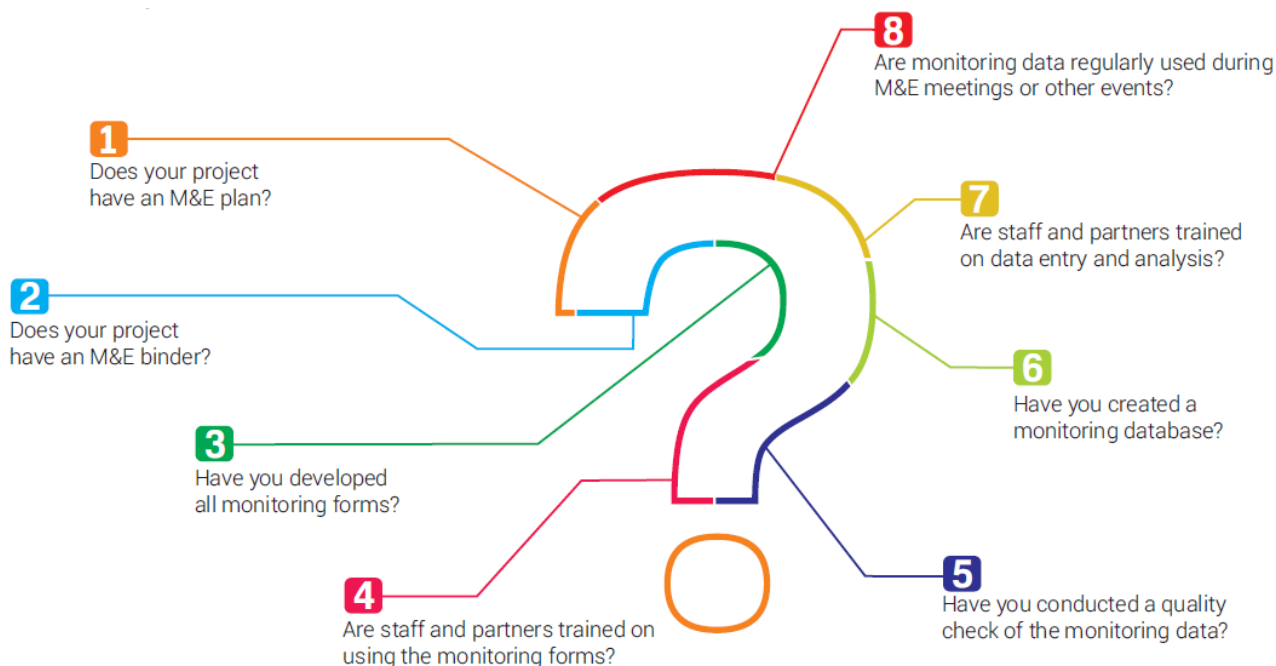 1
Does your project
have an M&E plan?
2
Does your project
have an M&E binder?
3
Have you developed
all monitoring forms?
4
Are staff and partners trained on
using the monitoring forms?
5
Have you conducted a quality
check of the monitoring data?
6
Have you created a
monitoring database?
7
Are staff and partners trained
on data entry and analysis?
8
Are monitoring data regularly used during
M&E meetings or other events?